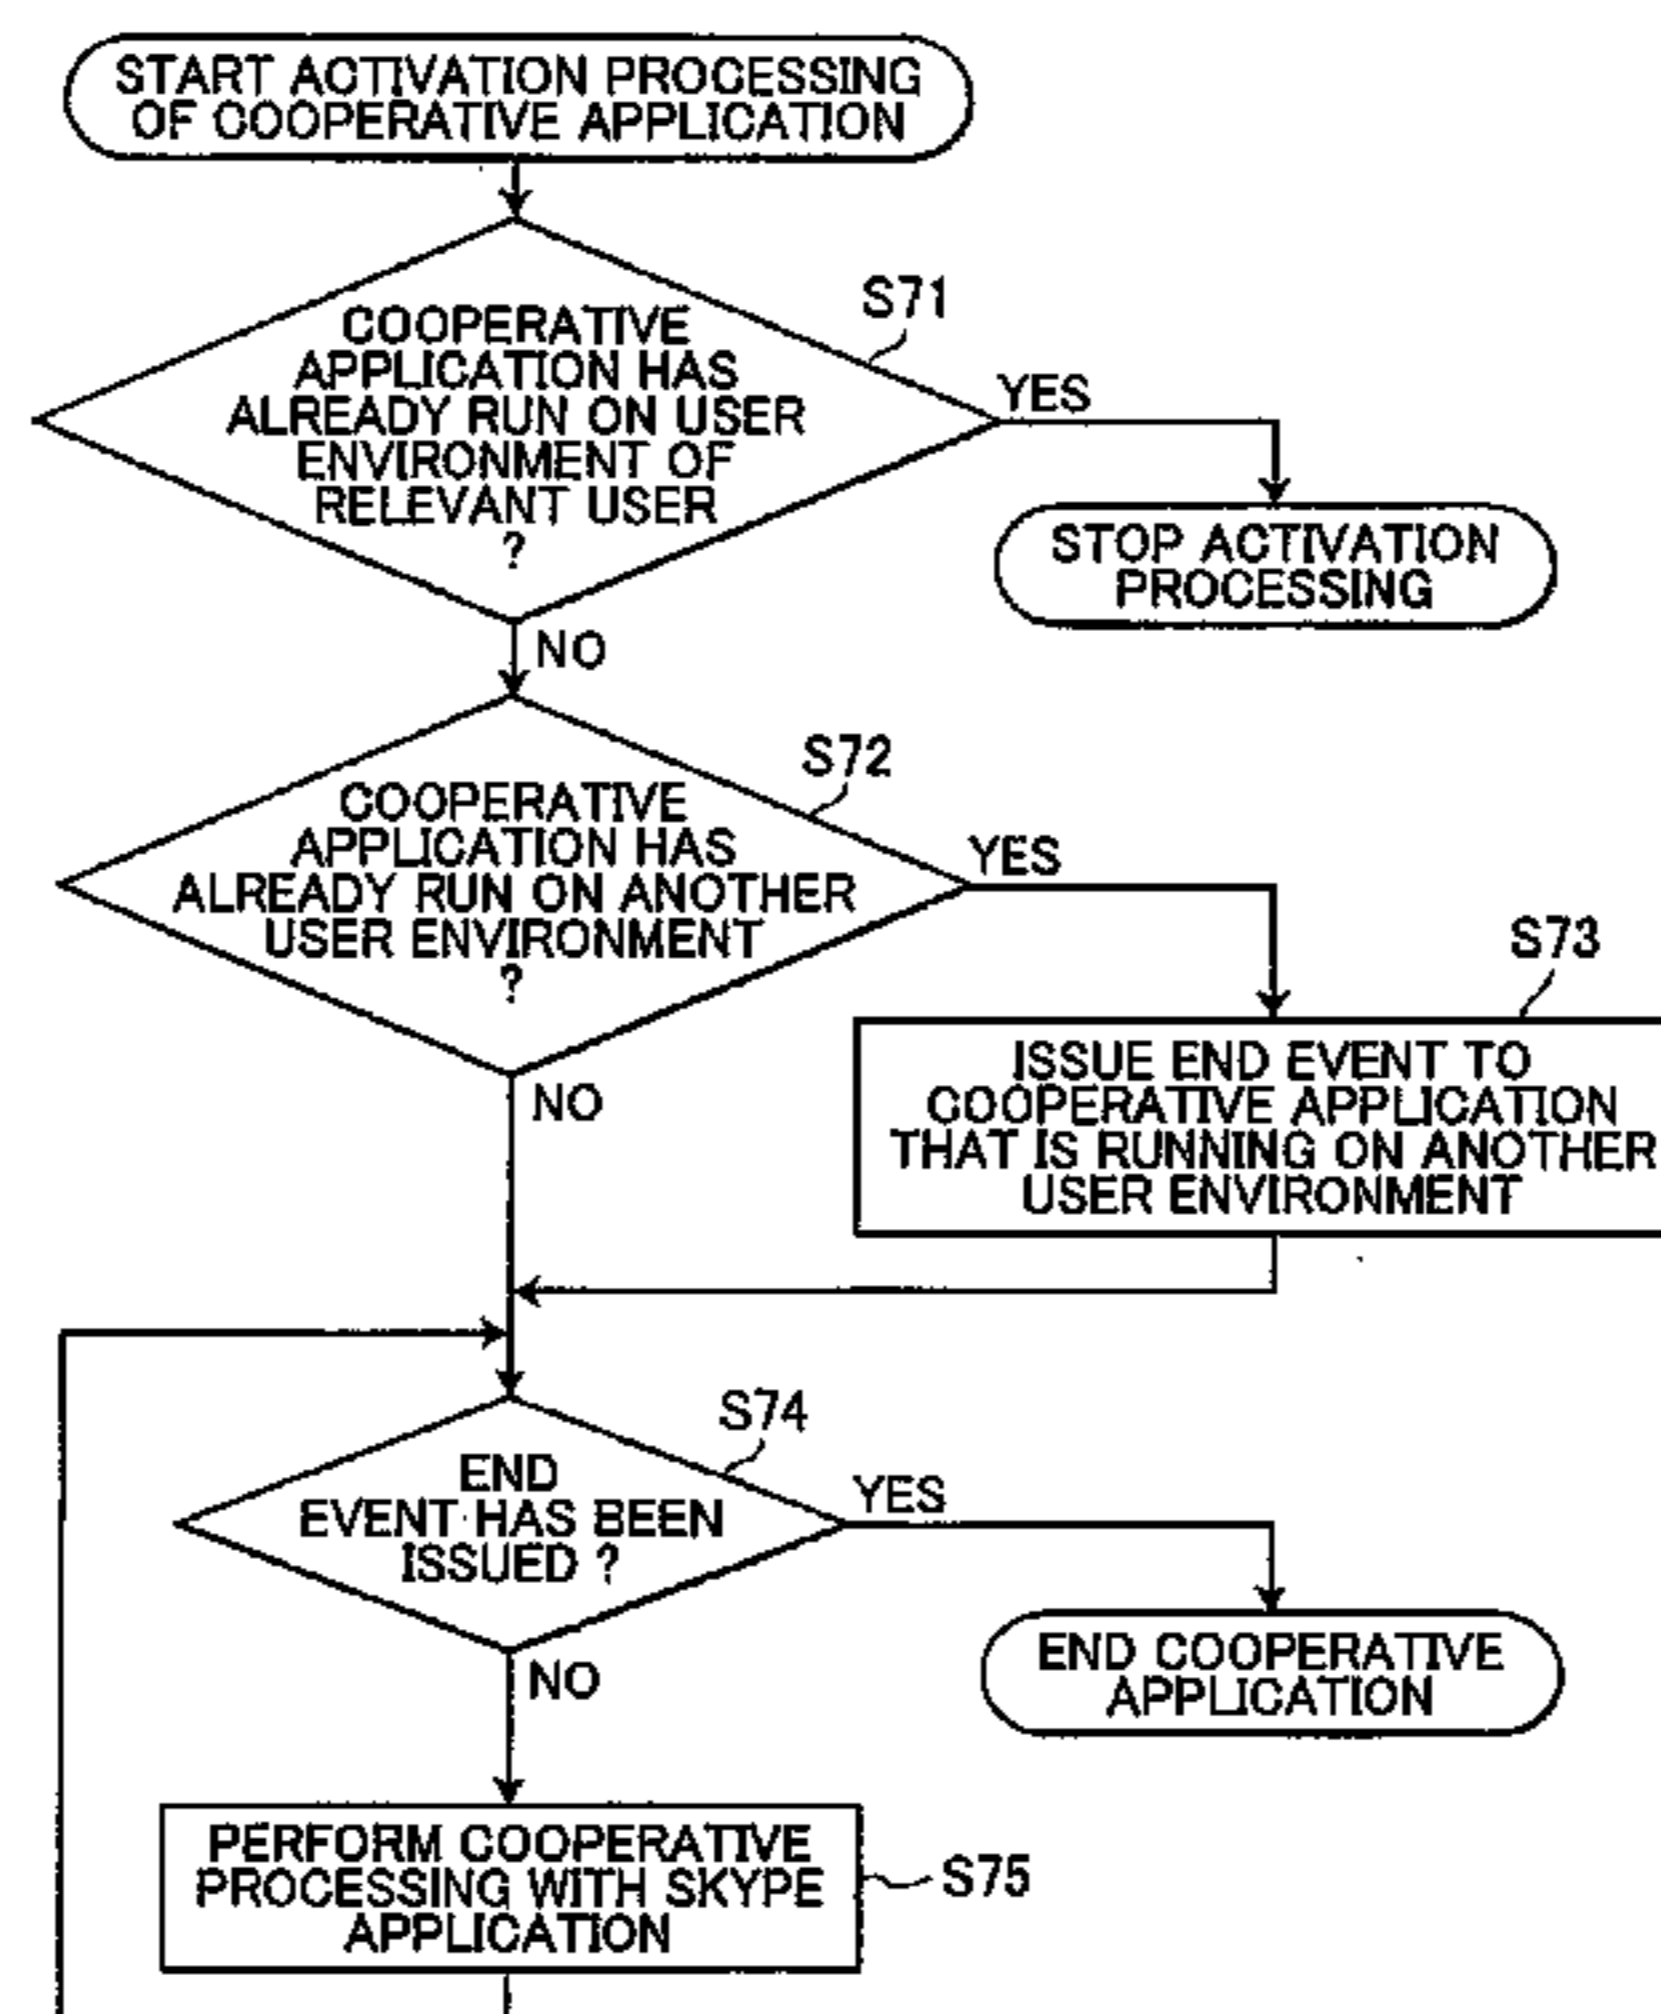 START ACTIVATION PROCESSING
OF COOPERATIVE APPLICATION
S71
COOPERATIVE
APPLICATION HAS
ALREADY RUN ON USER
ENVIRONMENT OF
RELEVANT USER
?
YES
STOP ACTIVATION
PROCESSING
NO
S72
COOPERATIVE
APPLICATION HAS
ALREADY RUN ON ANOTHER
USER ENVIRONMENT
?
YES
S73
ISSUE END EVENT TO
COOPERATIVE APPLICATION
THAT IS RUNNING ON ANOTHER
USER ENVIRONMENT
NO
S74
END
EVENT HAS BEEN
ISSUED ?
YES
END COOPERATIVE
APPLICATION
NO
PERFORM COOPERATIVE
PROCESSING WITH SKYPE
APPLICATION
S75